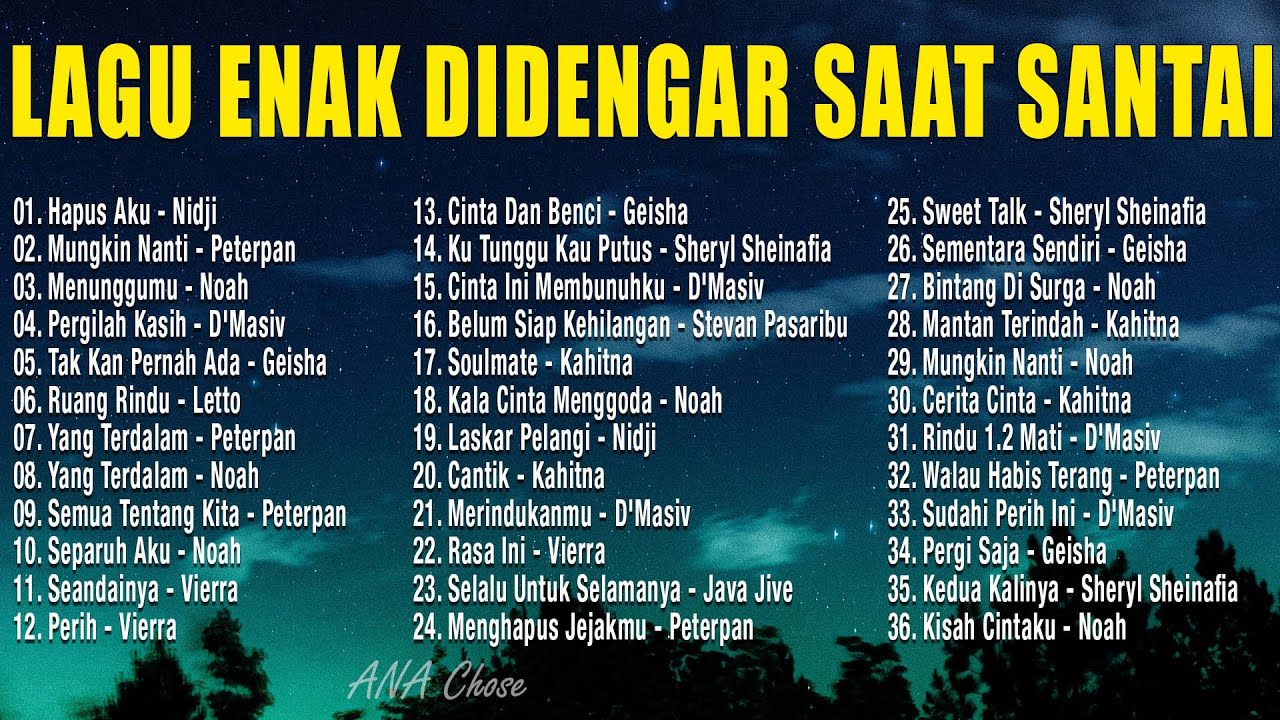 LAGU ENAK DIDENGAR SAAT SANTAI
01. Hapus Aku - Nidji
02. Mungkin Nanti - Peterpan
03. Menunggumu - Noah
04. Pergilah Kasih - D'Masiv
05. Tak Kan Pernah Ada - Geisha
06. Ruang Rindu - Letto
07. Yang Terdalam - Peterpan
08. Yang Terdalam - Noah
09. Semua Tentang Kita - Peterpan
10. Separuh Aku - Noah
11. Seandainya - Vierra
12. Perih - Vierra
13. Cinta Dan Benci - Geisha
14. Ku Tunggu Kau Putus - Sheryl Sheinafia
15. Cinta Ini Membunuhku - D'Masiv
16. Belum Siap Kehilangan - Stevan Pasaribu
17. Soulmate - Kahitna
18. Kala Cinta Menggoda - Noah
19. Laskar Pelangi - Nidji
20. Cantik - Kahitna
21. Merindukanmu - D'Masiv
22. Rasa Ini - Vierra
23. Selalu Untuk Selamanya - Java Jive
24. Menghapus Jejakmu - Peterpan
25. Sweet Talk - Sheryl Sheinafia
26. Sementara Sendiri - Geisha
27. Bintang Di Surga - Noah
28. Mantan Terindah - Kahitna
29. Mungkin Nanti - Noah
30. Cerita Cinta - Kahitna
31. Rindu 1.2 Mati - D'Masiv
32. Walau Habis Terang - Peterpan
33. Sudahi Perih Ini - D'Masiv
34. Pergi Saja - Geisha
35. Kedua Kalinya - Sheryl Sheinafia
36. Kisah Cintaku - Noah
ANA Chose